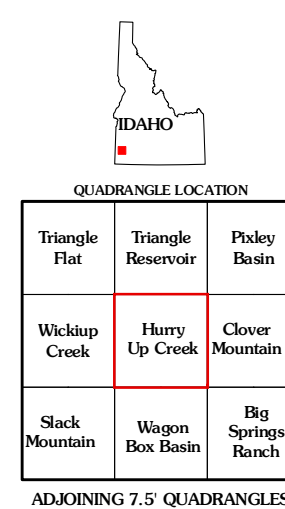 IDAHO
QUADRANGLE LOCATION
Triangle Flat
Triangle Reservoir
Pixley Basin
Wickiup Creek
Hurry Up Creek
Clover Mountain
Slack Mountain
Wagon Box Basin
Big Springs Ranch
ADJOINING 7.5' QUADRANGLES